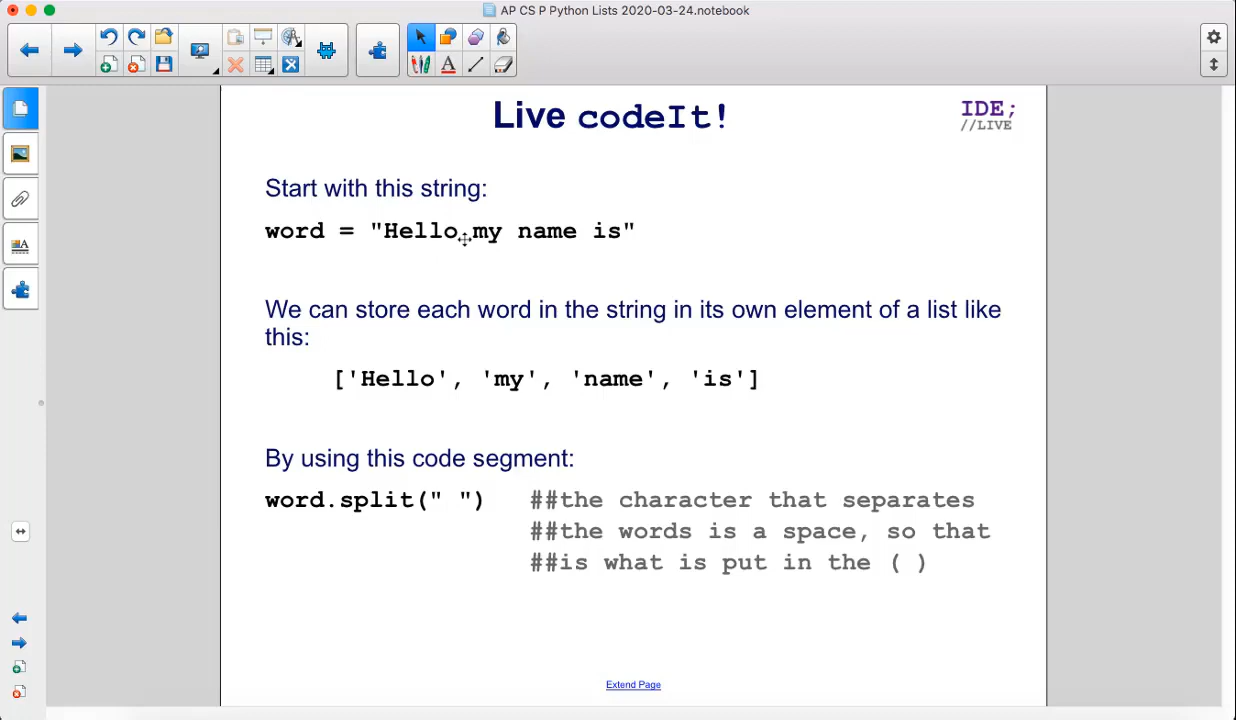 AP CS P Python Lists 2020-03-24.notebook
Live codeIt!
IDE;
//LIVE
Start with this string:
word = "Hello my name is"
We can store each word in the string in its own element of a list like
this:
['Hello', 'my', 'name', 'is']
By using this code segment:
word.split(" ") ##the character that separates
##the words is a space, so that
##is what is put in the ( )
Extend Page